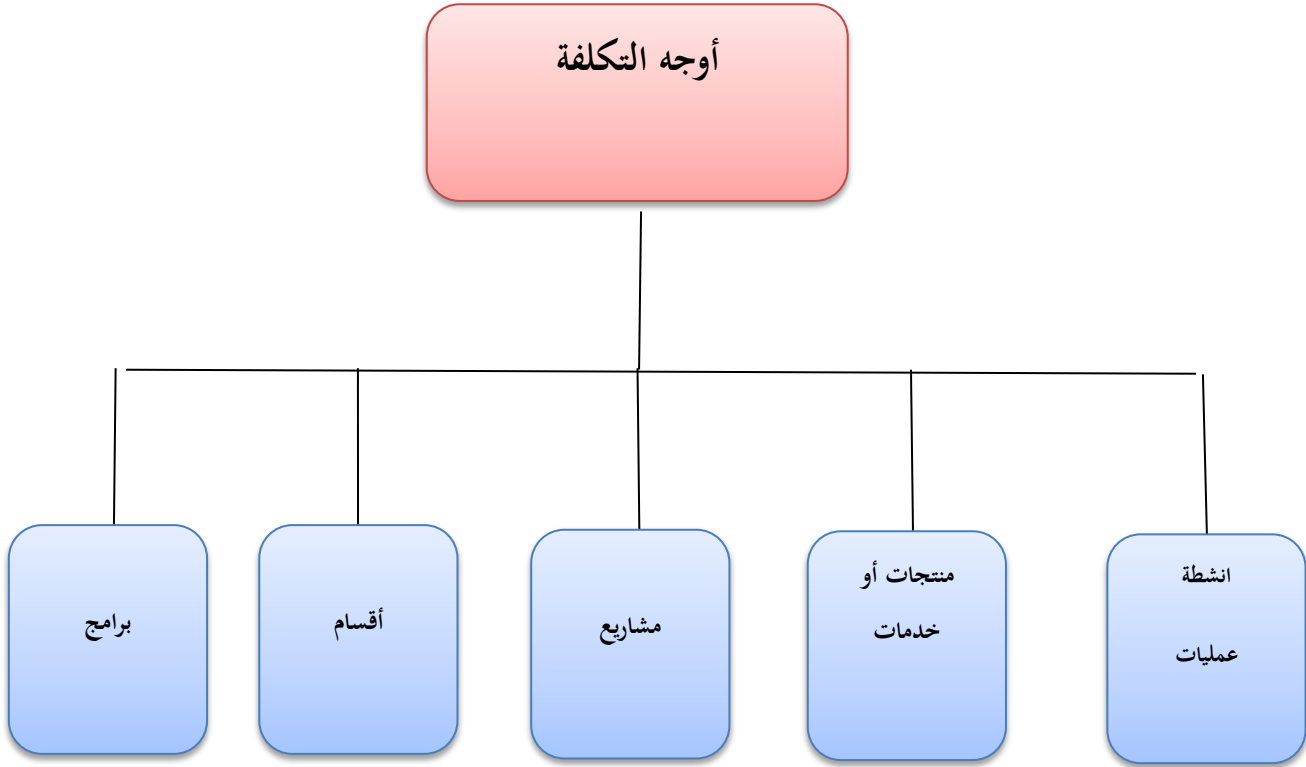 أوجه التكلفة
انشطة
عمليات
منتجات أو
خدمات
مشاريع
أقسام
برامج